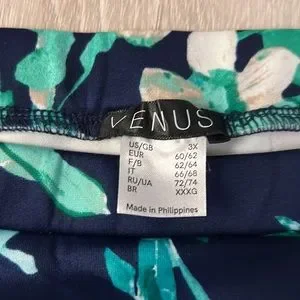 VENUS
US/GB 3X
EUR 60/62
F/B 62/64
IT 66/68
RU/UA 72/74
BR XXXG
Made in Philippines